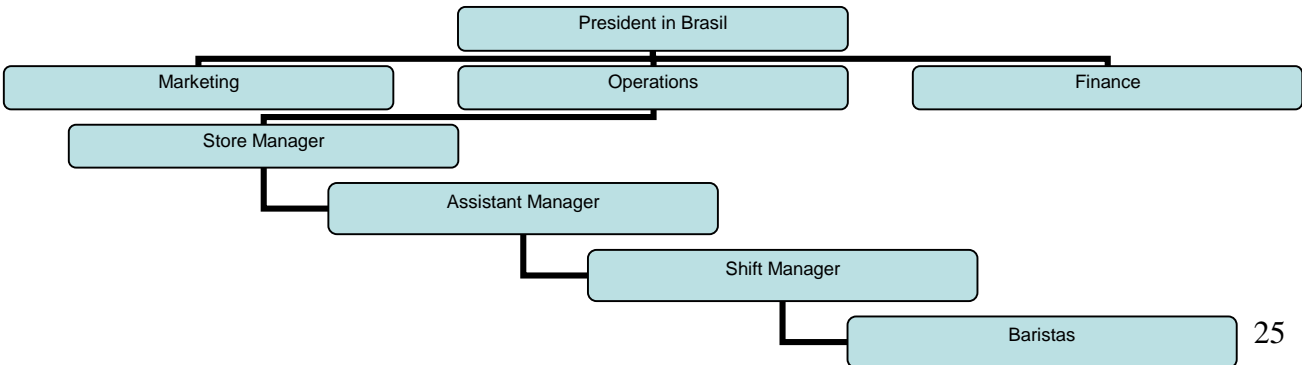 President in Brasil
Marketing Operations Finance
Store Manager
Assistant Manager
Shift Manager
Baristas
25